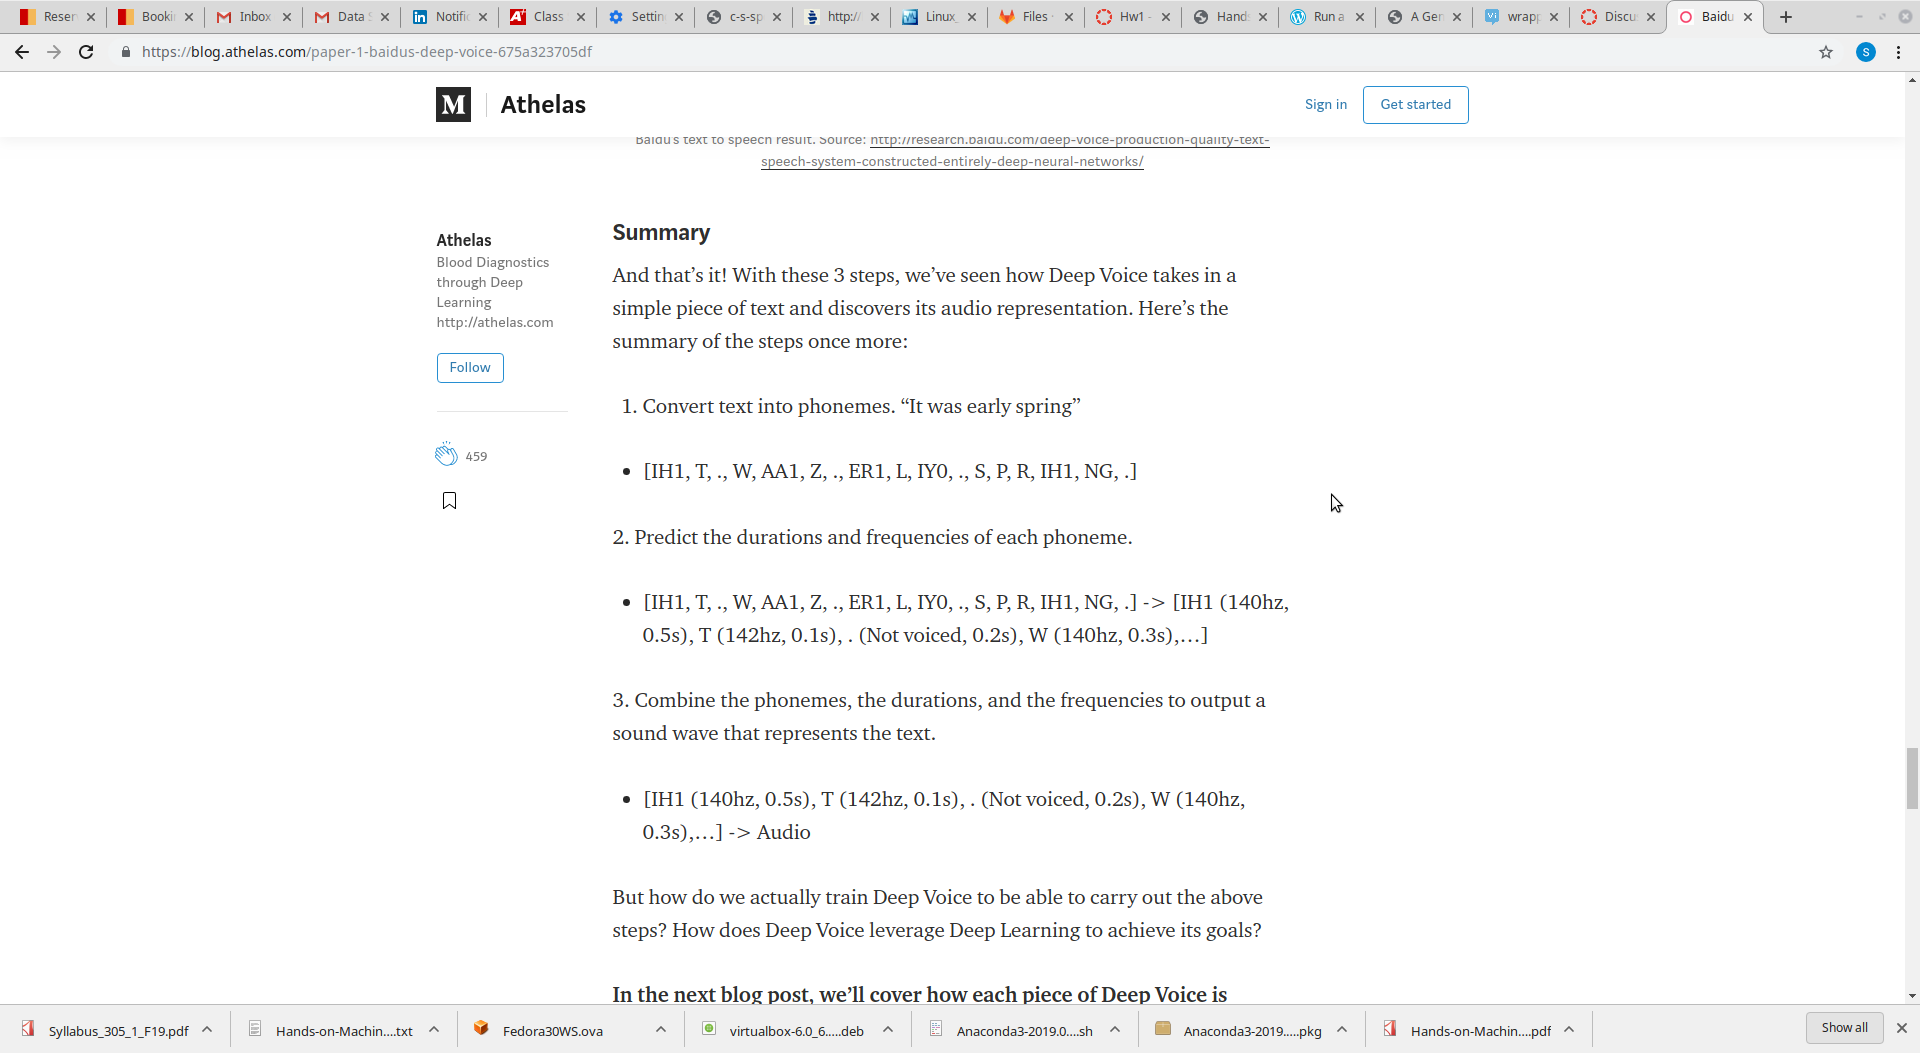 Reser
Booki
Inbox
Data S
Notific
Class
Settin
c-s-sp
http:/
Linux_
Files ·
Hw1 -
Hands
Run a
A Gen
wrapp
Discu
Baidu
https://blog.athelas.com/paper-1-baidus-deep-voice-675a323705df
S
M Athelas
Sign in
Get started
Baidu's text to speech result. Source: http://research.baidu.com/deep-voice-production-quality-text-
speech-system-constructed-entirely-deep-neural-networks/
Athelas
Blood Diagnostics
through Deep
Learning
http://athelas.com
Follow
459
Summary
And that’s it! With these 3 steps, we’ve seen how Deep Voice takes in a
simple piece of text and discovers its audio representation. Here’s the
summary of the steps once more:
1. Convert text into phonemes. “It was early spring”
• [IH1, T, ., W, AA1, Z, ., ER1, L, IY0, ., S, P, R, IH1, NG, .]
2. Predict the durations and frequencies of each phoneme.
• [IH1, T, ., W, AA1, Z, ., ER1, L, IY0, ., S, P, R, IH1, NG, .] -> [IH1 (140hz,
0.5s), T (142hz, 0.1s), . (Not voiced, 0.2s), W (140hz, 0.3s),…]
3. Combine the phonemes, the durations, and the frequencies to output a
sound wave that represents the text.
• [IH1 (140hz, 0.5s), T (142hz, 0.1s), . (Not voiced, 0.2s), W (140hz,
0.3s),…] -> Audio
But how do we actually train Deep Voice to be able to carry out the above
steps? How does Deep Voice leverage Deep Learning to achieve its goals?
In the next blog post, we’ll cover how each piece of Deep Voice is
Syllabus_305_1_F19.pdf
Hands-on-Machin....txt
Fedora30WS.ova
virtualbox-6.0_6.....deb
Anaconda3-2019.0....sh
Anaconda3-2019.....pkg
Hands-on-Machin....pdf
Show all